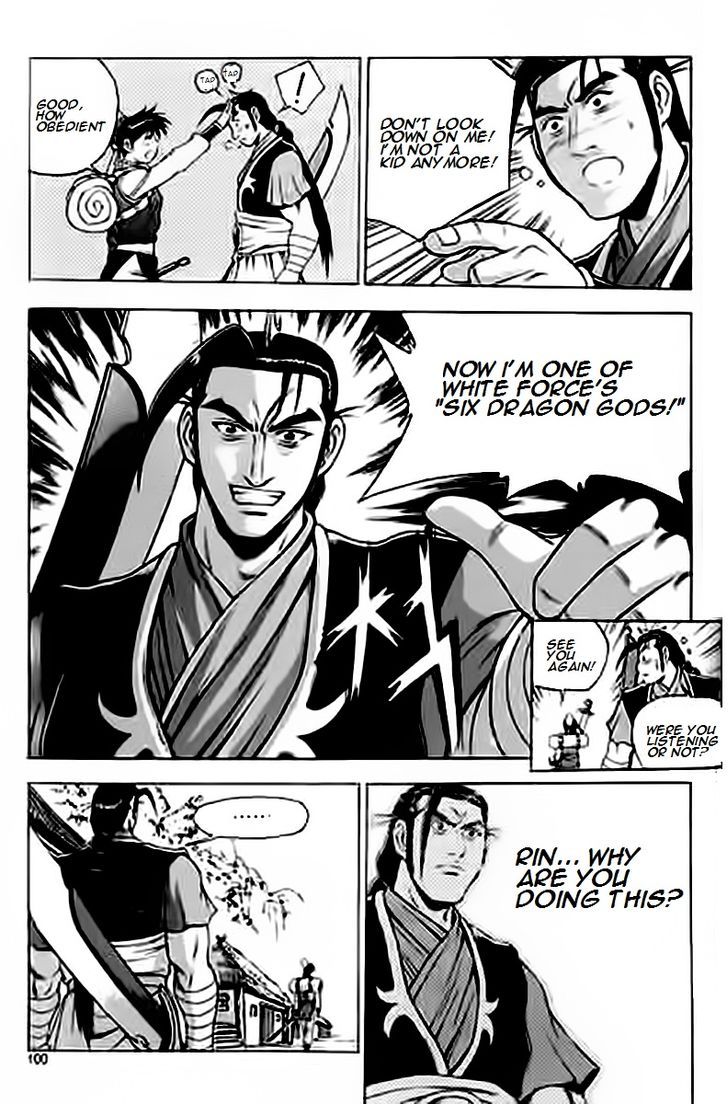 GOOD,
HOW
OBEDIENT
TAP
TAP
!
DON'T LOOK
DOWN ON ME!
I'M NOT A
KID ANYMORE!
NOW I'M ONE OF
WHITE FORCE'S
"SIX DRAGON GODS!"
SEE
YOU
AGAIN!
WERE YOU
LISTENING
OR NOT?
......
RIN... WHY
ARE YOU
DOING THIS?
100